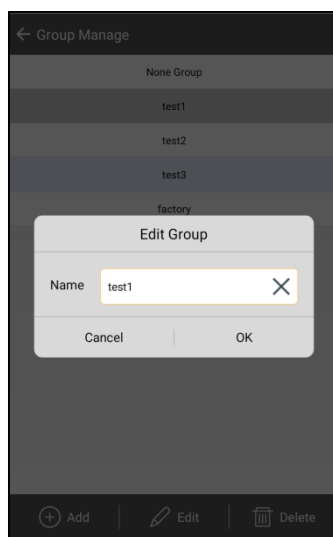 Group Manage
None Group
test1
test2
test3
factory
Edit Group
Name test1
Cancel OK
Add Edit Delete